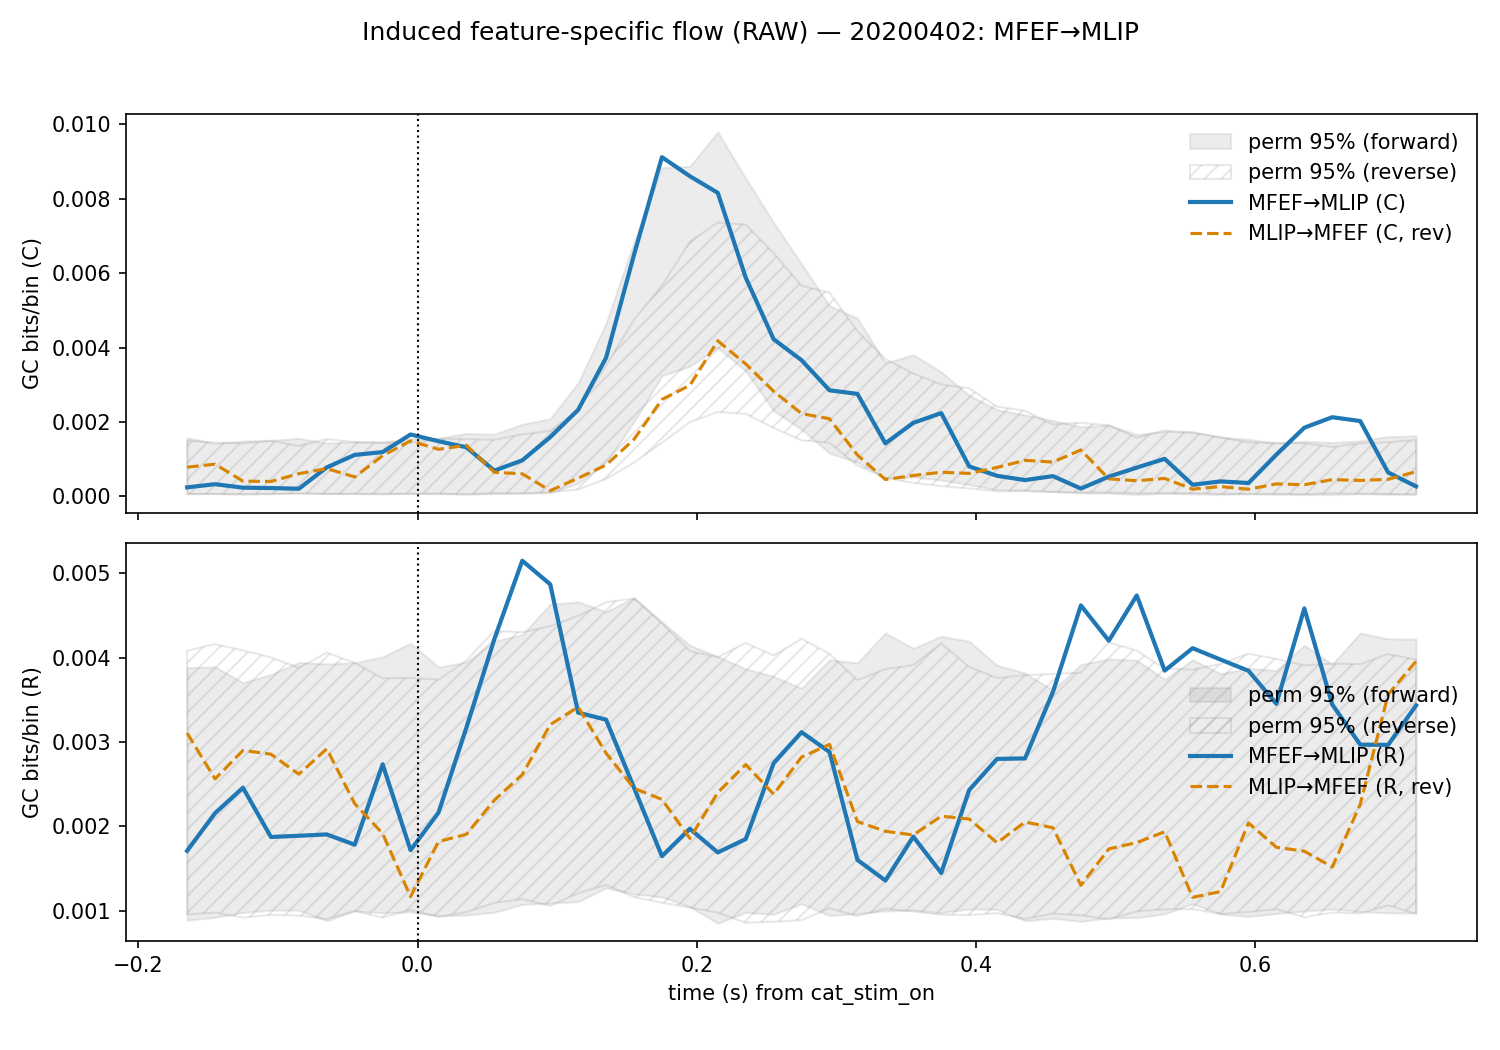 Induced feature-specific flow (RAW) — 20200402: MFEF→MLIP
GC bits/bin (C)
0.010
0.008
0.006
0.004
0.002
0.000
perm 95% (forward)
perm 95% (reverse)
MFEF→MLIP (C)
MLIP→MFEF (C, rev)
GC bits/bin (R)
0.005
0.004
0.003
0.002
0.001
perm 95% (forward)
perm 95% (reverse)
MFEF→MLIP (R)
MLIP→MFEF (R, rev)
−0.2 0.0 0.2 0.4 0.6
time (s) from cat_stim_on